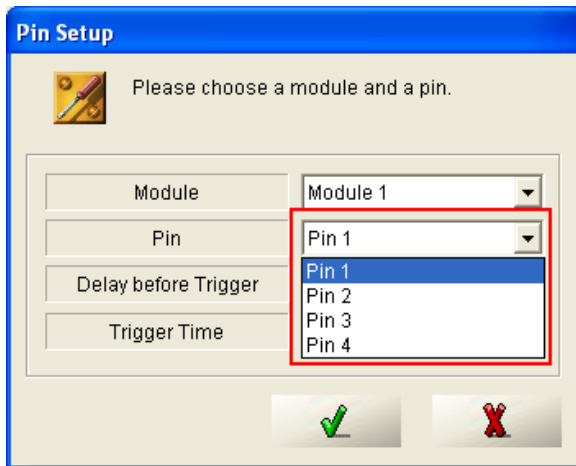 Pin Setup
Please choose a module and a pin.
Module
Module 1
Pin
Pin 1
Pin 1
Delay before Trigger
Pin 2
Pin 3
Trigger Time
Pin 4